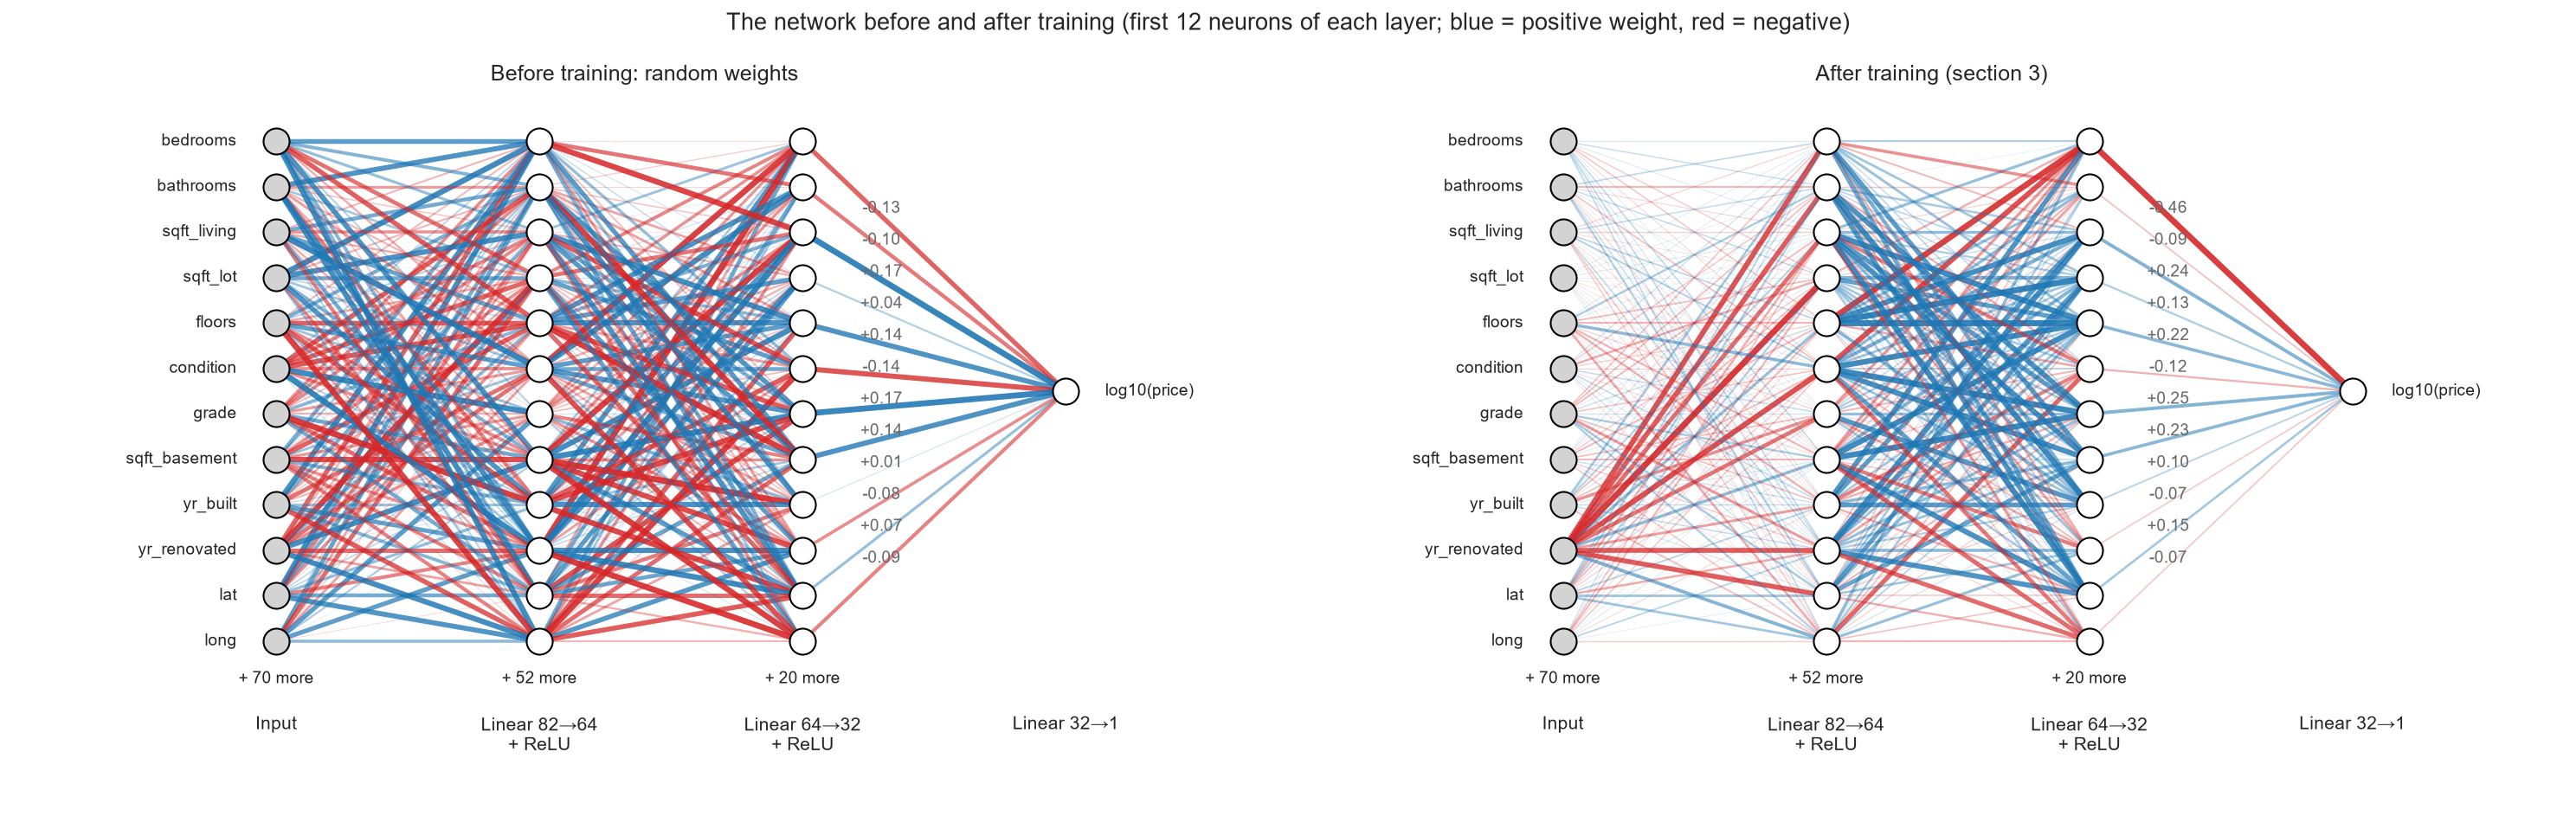 The network before and after training (first 12 neurons of each layer; blue = positive weight, red = negative)
Before training: random weights
bedrooms
bathrooms
sqft_living
sqft_lot
floors
condition
grade
sqft_basement
yr_built
yr_renovated
lat
long
-0.13
-0.10
+0.17
+0.04
+0.14
-0.14
+0.17
+0.14
+0.01
-0.08
+0.07
-0.09
log10(price)
+ 70 more
+ 52 more
+ 20 more
Input
Linear 82→64
+ ReLU
Linear 64→32
+ ReLU
Linear 32→1
After training (section 3)
bedrooms
bathrooms
sqft_living
sqft_lot
floors
condition
grade
sqft_basement
yr_built
yr_renovated
lat
long
-0.46
-0.09
+0.24
+0.13
+0.22
-0.12
+0.25
+0.23
+0.10
-0.07
+0.15
-0.07
log10(price)
+ 70 more
+ 52 more
+ 20 more
Input
Linear 82→64
+ ReLU
Linear 64→32
+ ReLU
Linear 32→1